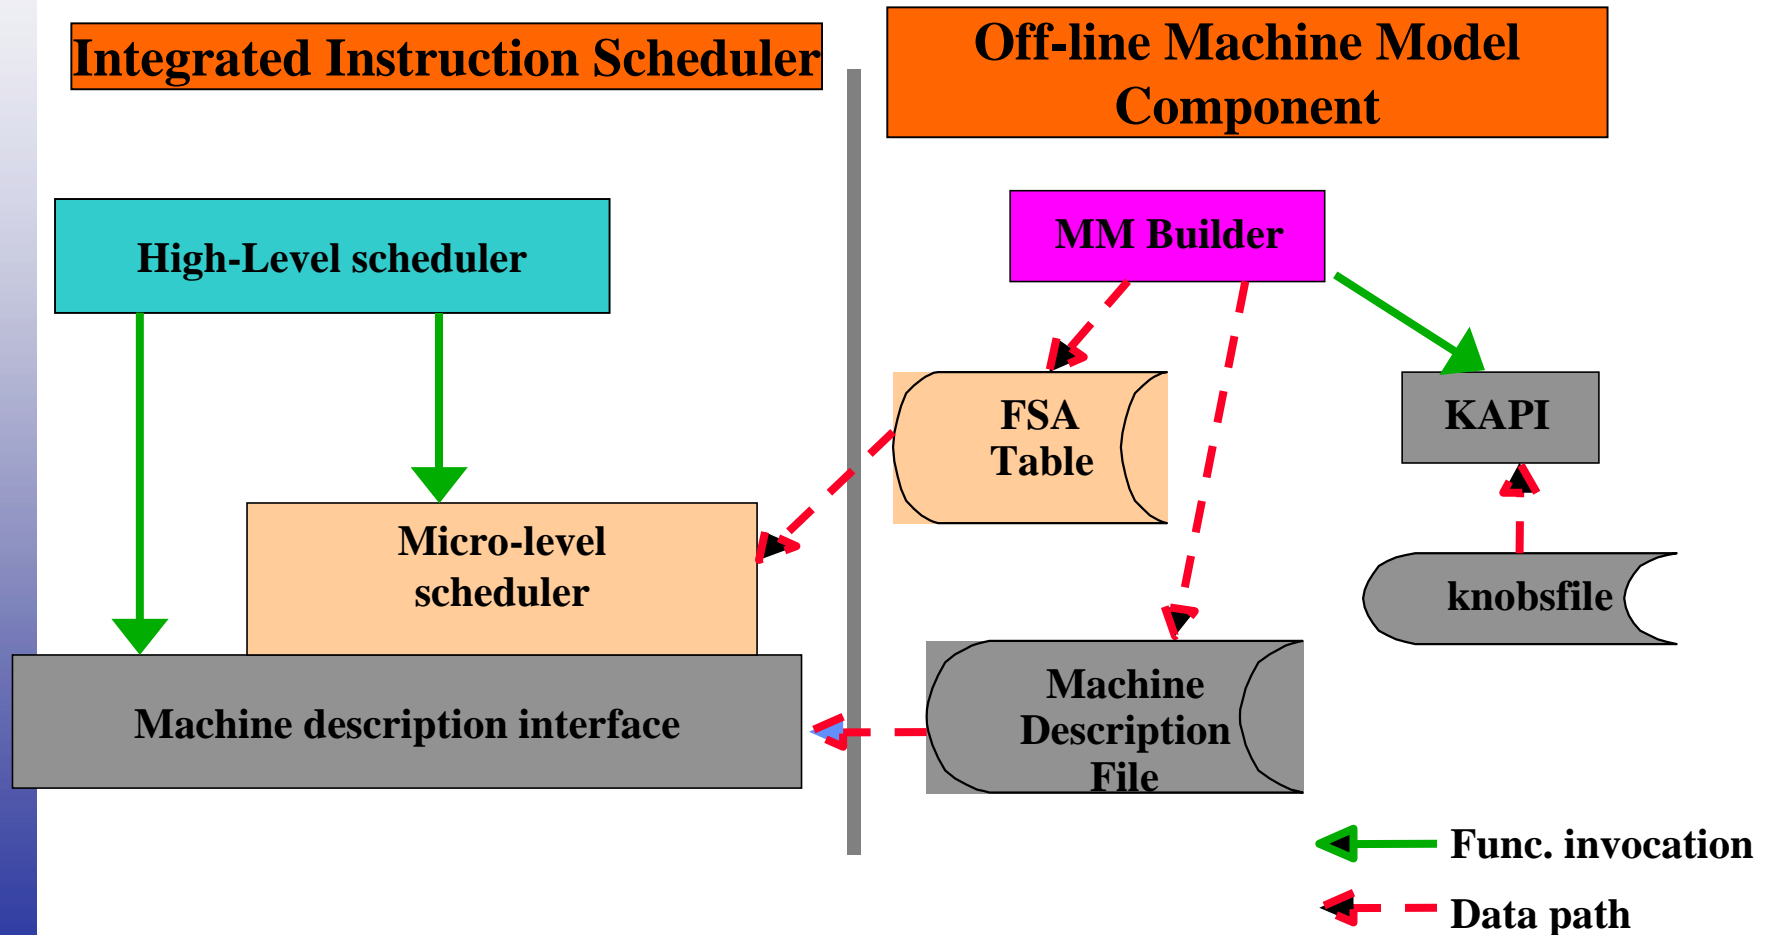 Integrated Instruction Scheduler
Off-line Machine Model
Component
High-Level scheduler
MM Builder
FSA
Table
KAPI
Micro-level
scheduler
knobsfile
Machine description interface
Machine
Description
File
Func. invocation
Data path